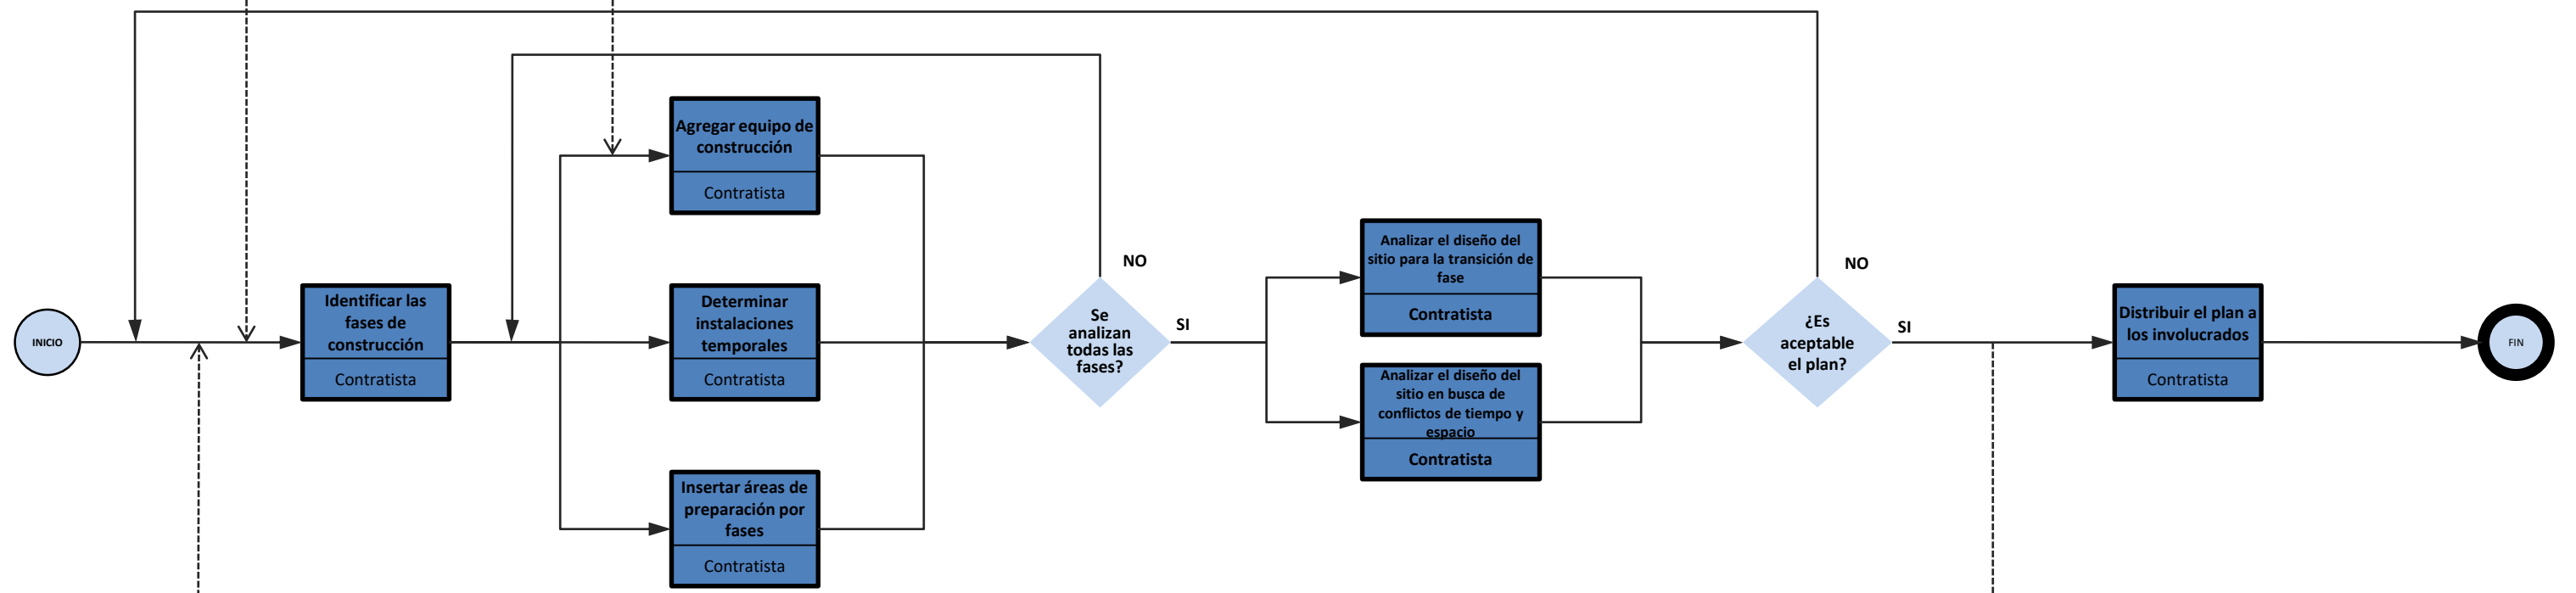 INICIO
Identificar las
fases de
construcción
Contratista
Agregar equipo de
construcción
Contratista
Determinar
instalaciones
temporales
Contratista
Insertar áreas de
preparación por
fases
Contratista
NO
Se
analizan
todas las
fases?
SI
Analizar el diseño del
sitio para la transición de
fase
Contratista
Analizar el diseño del
sitio en busca de
conflictos de tiempo y
espacio
Contratista
NO
¿Es
aceptable
el plan?
SI
Distribuir el plan a
los involucrados
Contratista
FIN